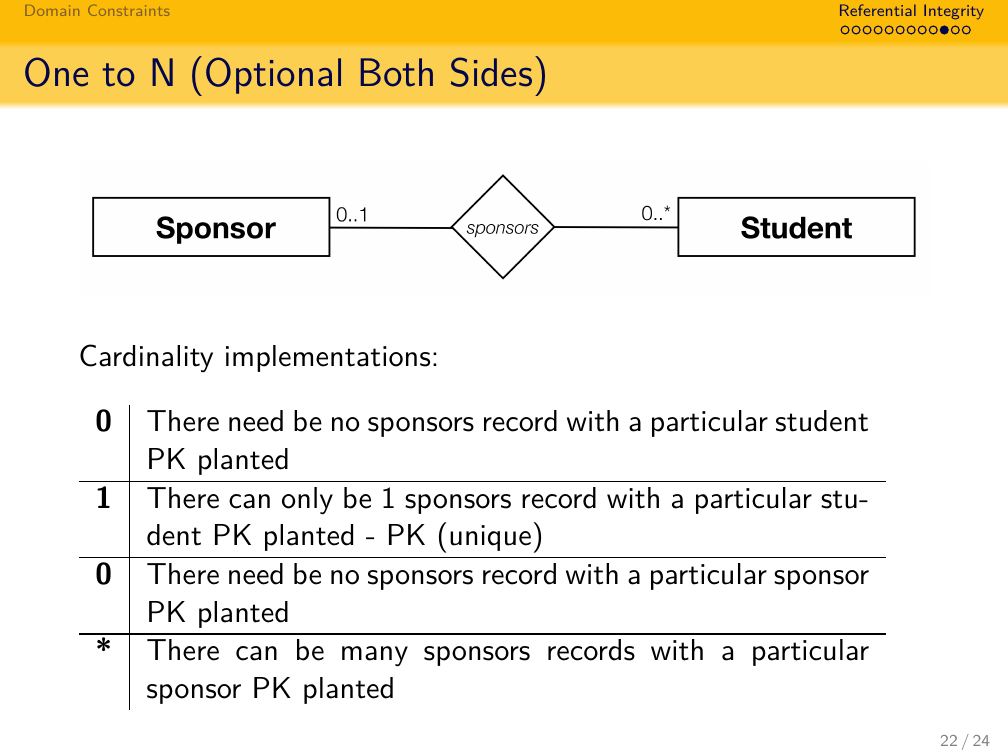 Domain Constraints
Referential Integrity
One to N (Optional Both Sides)
Sponsor
0..1
sponsors
0..*
Student
Cardinality implementations:
0 There need be no sponsors record with a particular student
PK planted
1 There can only be 1 sponsors record with a particular stu-
dent PK planted - PK (unique)
0 There need be no sponsors record with a particular sponsor
PK planted
* There can be many sponsors records with a particular
sponsor PK planted
22 / 24